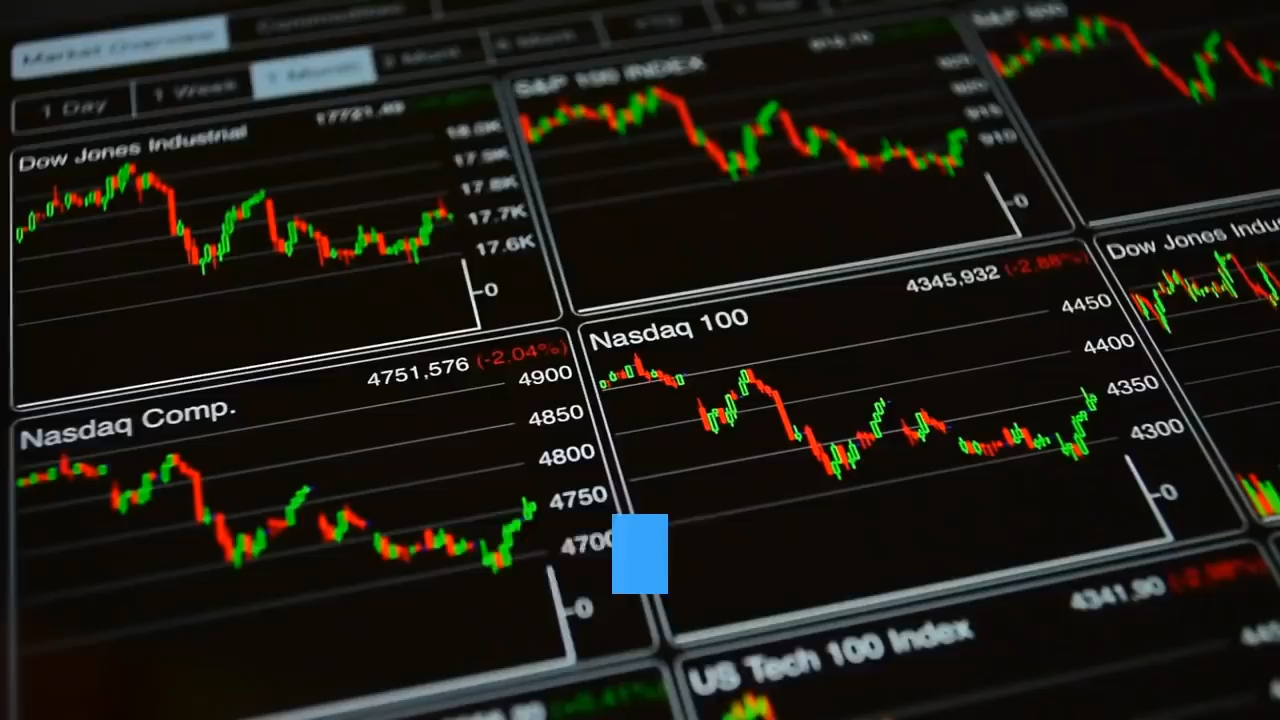 Market Overview
Commodities
1 Day
1 Week
1 Month
Dow Jones Industrial
17721,49
18.0K
17.9K
17.8K
17.7K
17.6K
0
S&P 100 INDEX
915
910
0
Nasdaq Comp.
4751,576 (-2.04%)
4900
4850
4800
4750
4700
0
Nasdaq 100
4345,932 (-2.88%)
4450
4400
4350
4300
0
Dow Jones Indu
US Tech 100 Index
4341,90